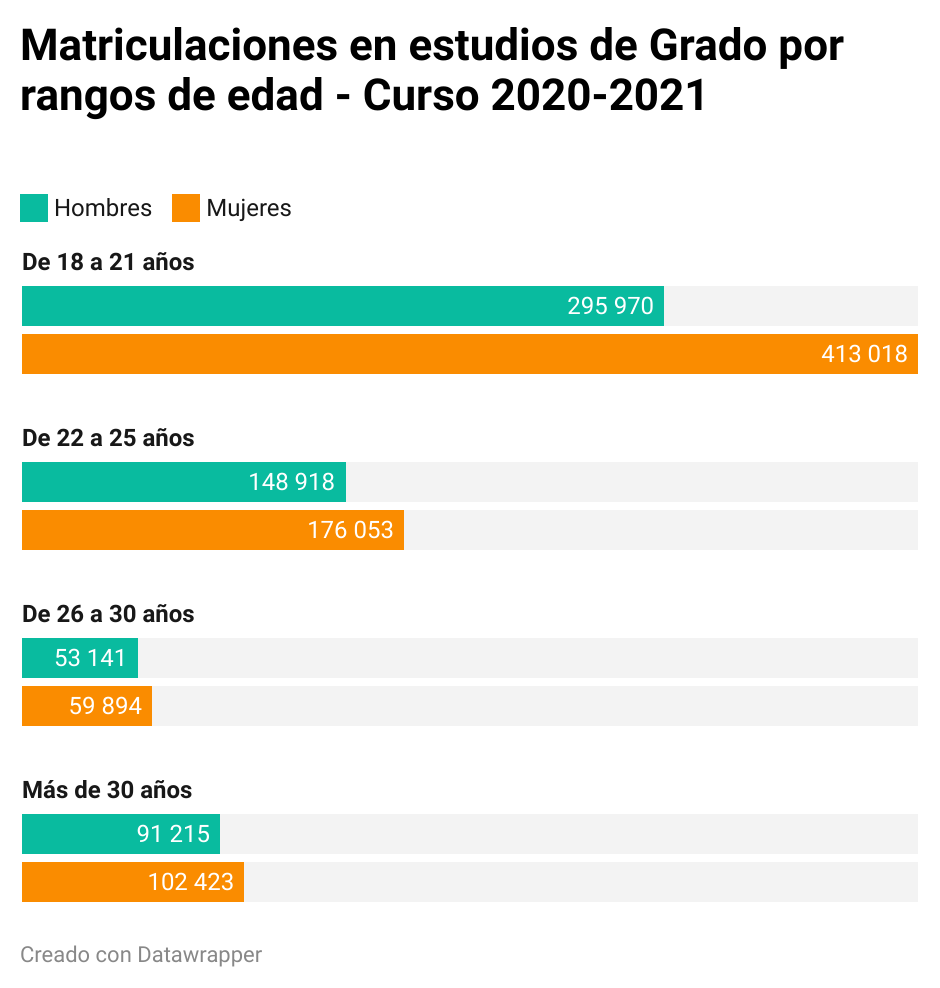 Matriculaciones en estudios de Grado por
rangos de edad - Curso 2020-2021
Hombres Mujeres
De 18 a 21 años
295 970
413 018
De 22 a 25 años
148 918
176 053
De 26 a 30 años
53 141
59 894
Más de 30 años
91 215
102 423
Creado con Datawrapper